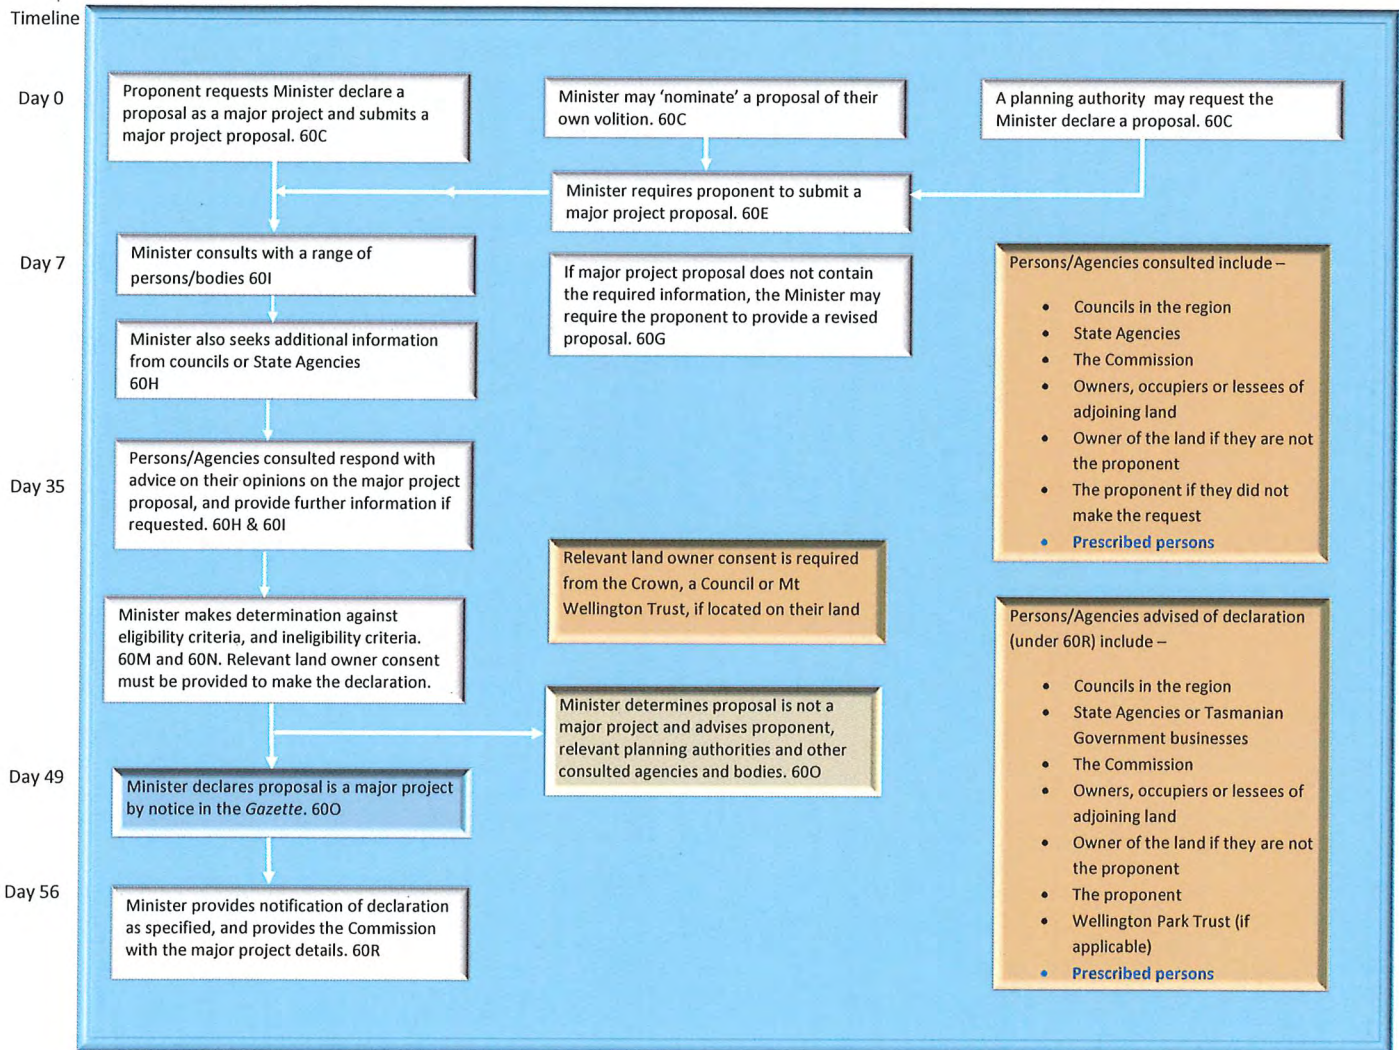 Timeline
Day 0
Proponent requests Minister declare a
proposal as a major project and submits a
major project proposal. 60C
Minister may ‘nominate’ a proposal of their
own volition. 60C
A planning authority may request the
Minister declare a proposal. 60C
Minister requires proponent to submit a
major project proposal. 60E
Day 7
Minister consults with a range of
persons/bodies 60I
If major project proposal does not contain
the required information, the Minister may
require the proponent to provide a revised
proposal. 60G
Minister also seeks additional information
from councils or State Agencies
60H
Persons/Agencies consulted include –
• Councils in the region
• State Agencies
• The Commission
• Owners, occupiers or lessees of
adjoining land
• Owner of the land if they are not
the proponent
• The proponent if they did not
make the request
• Prescribed persons
Day 35
Persons/Agencies consulted respond with
advice on their opinions on the major project
proposal, and provide further information if
requested. 60H & 60I
Relevant land owner consent is required
from the Crown, a Council or Mt
Wellington Trust, if located on their land
Minister makes determination against
eligibility criteria, and ineligibility criteria.
60M and 60N. Relevant land owner consent
must be provided to make the declaration.
Persons/Agencies advised of declaration
(under 60R) include –
• Councils in the region
• State Agencies or Tasmanian
Government businesses
• The Commission
• Owners, occupiers or lessees of
adjoining land
• Owner of the land if they are not
the proponent
• The proponent
• Wellington Park Trust (if
applicable)
• Prescribed persons
Minister determines proposal is not a
major project and advises proponent,
relevant planning authorities and other
consulted agencies and bodies. 60O
Day 49
Minister declares proposal is a major project
by notice in the Gazette. 60O
Day 56
Minister provides notification of declaration
as specified, and provides the Commission
with the major project details. 60R